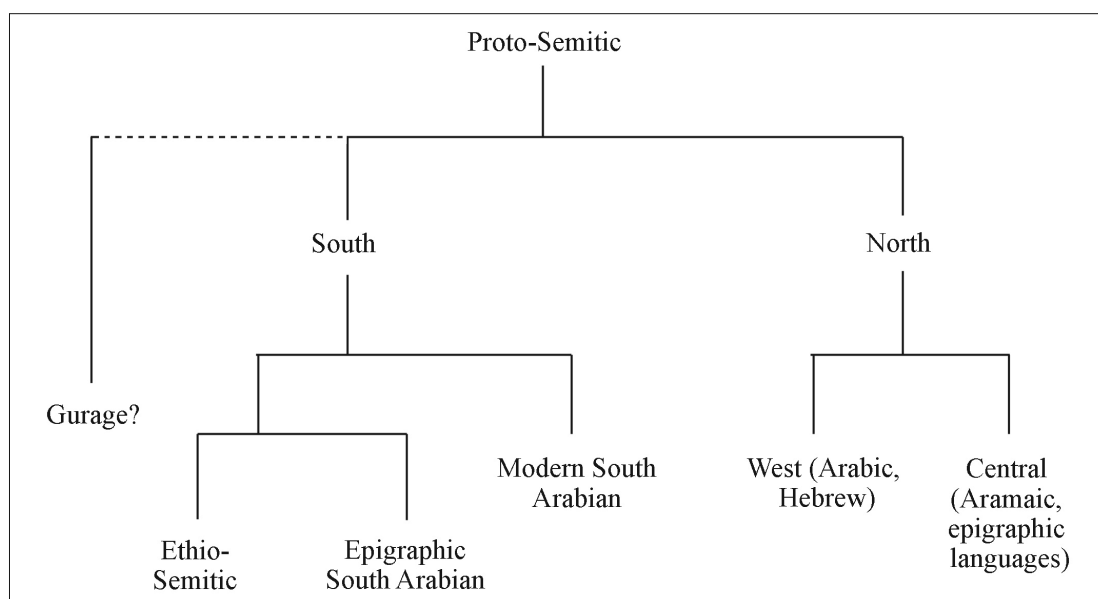 Proto-Semitic
South
North
Gurage?
Modern South
Arabian
West (Arabic,
Hebrew)
Central
(Aramaic,
epigraphic
languages)
Ethio-
Semitic
Epigraphic
South Arabian